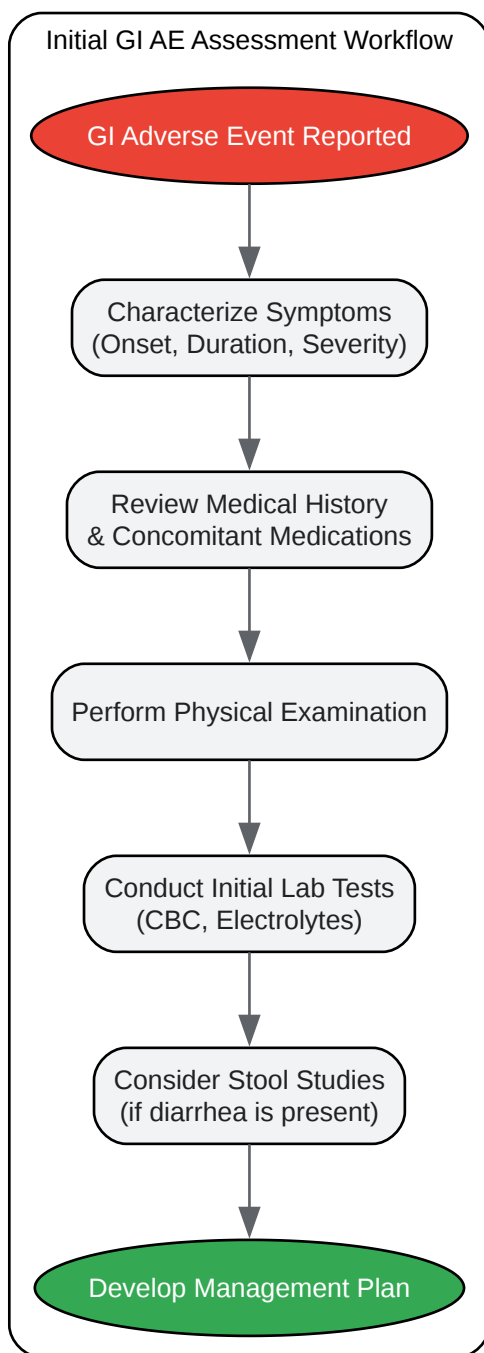 Initial GI AE Assessment Workflow
GI Adverse Event Reported
Characterize Symptoms
(Onset, Duration, Severity)
Review Medical History
& Concomitant Medications
Perform Physical Examination
Conduct Initial Lab Tests
(CBC, Electrolytes)
Consider Stool Studies
(if diarrhea is present)
Develop Management Plan